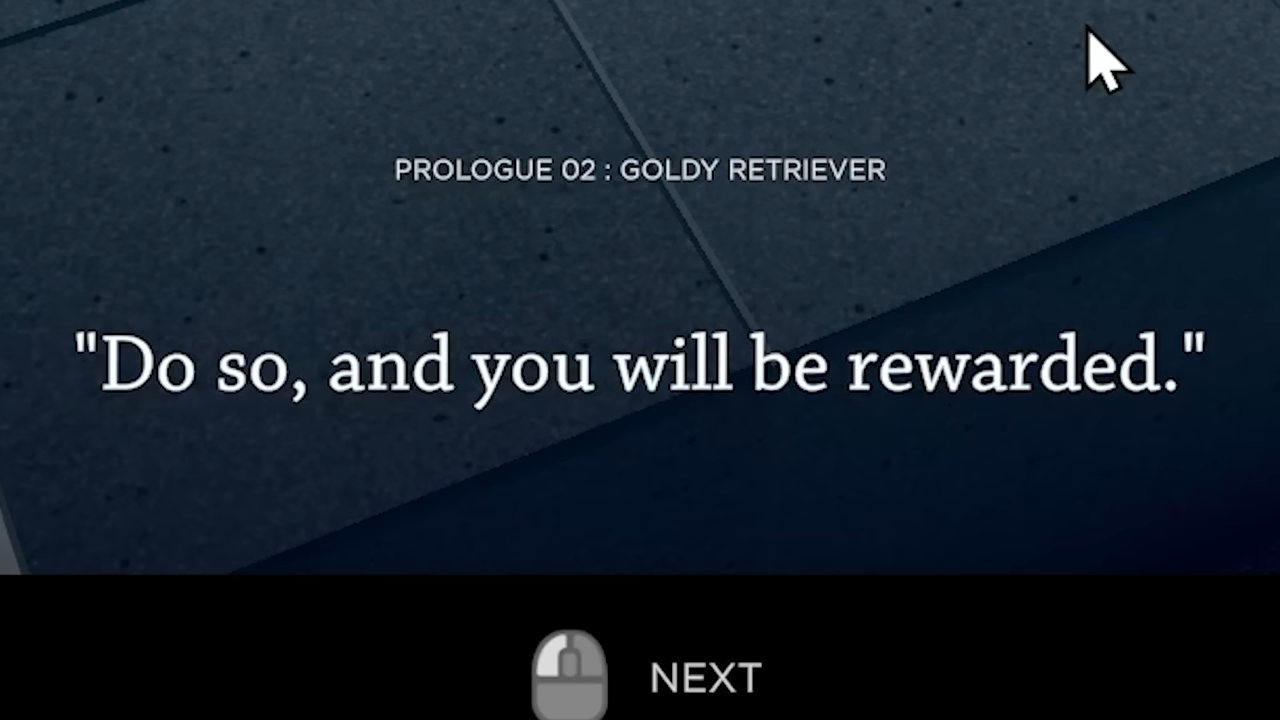 PROLOGUE 02 : GOLDY RETRIEVER
"Do so, and you will be rewarded."
NEXT